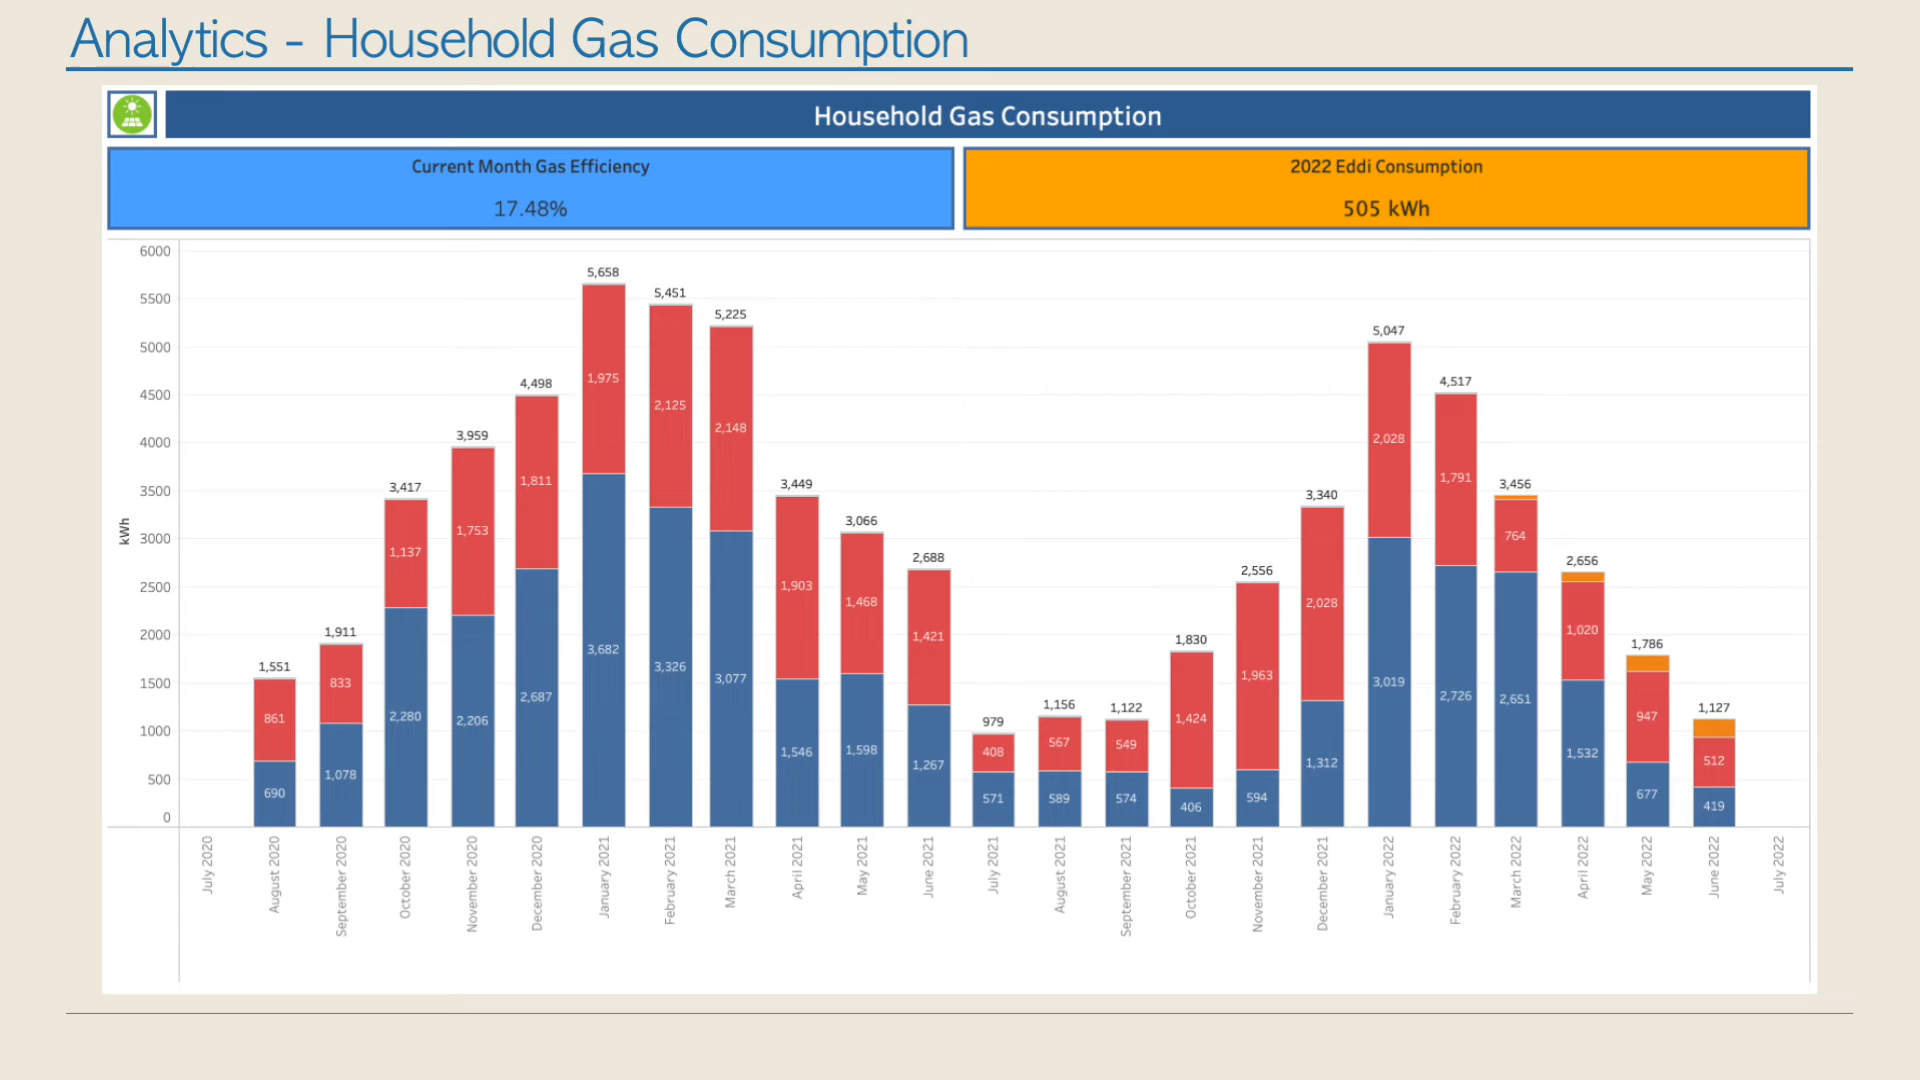 Analytics - Household Gas Consumption
Household Gas Consumption
Current Month Gas Efficiency
17.48%
2022 Eddi Consumption
505 kWh
kWh
6000
5500
5000
4500
4000
3500
3000
2500
2000
1500
1000
500
0
1,551
861
690
1,911
833
1,078
3,417
1,137
2,280
3,959
1,753
2,206
4,498
1,811
2,687
5,658
1,975
3,682
5,451
2,125
3,326
5,225
2,148
3,077
3,449
1,903
1,546
3,066
1,468
1,598
2,688
1,421
1,267
979
408
571
1,156
567
589
1,122
549
574
1,830
1,424
406
2,556
1,963
594
3,340
2,028
1,312
5,047
2,028
3,019
4,517
1,791
2,726
3,456
764
2,651
2,656
1,020
1,532
1,786
947
677
1,127
512
419
July 2020
August 2020
September 2020
October 2020
November 2020
December 2020
January 2021
February 2021
March 2021
April 2021
May 2021
June 2021
July 2021
August 2021
September 2021
October 2021
November 2021
December 2021
January 2022
February 2022
March 2022
April 2022
May 2022
June 2022
July 2022